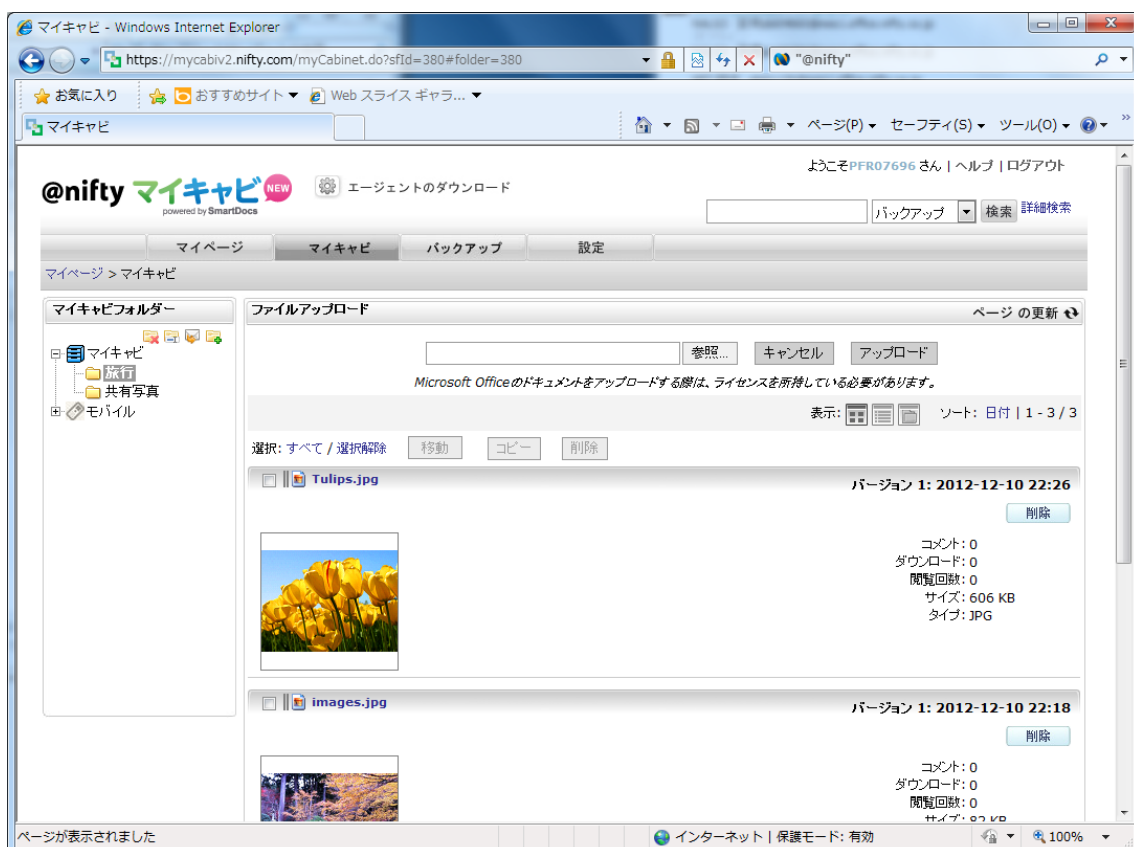 マイキャビ - Windows Internet Explorer
https://mycabiv2.nifty.com/myCabinet.do?sfId=380#folder=380
"@nifty"
お気に入り
おすすめサイト ▼
Web スライス ギャラ... ▼
マイキャビ
ページ(P) ▼ セーフティ(S) ▼ ツール(O) ▼
ようこそPFR07696 さん | ヘルプ | ログアウト
@nifty マイキャビ NEW
powered by SmartDocs
エージェントのダウンロード
バックアップ 検索 詳細検索
マイページ マイキャビ バックアップ 設定
マイページ > マイキャビ
マイキャビフォルダー
マイキャビ
旅行
共有写真
モバイル
ファイルアップロード
ページ の更新
参照... キャンセル アップロード
Microsoft Officeのドキュメントをアップロードする際は、ライセンスを所持している必要があります。
表示: ソート: 日付 | 1 - 3 / 3
選択: すべて / 選択解除 移動 コピー 削除
Tulips.jpg
バージョン 1: 2012-12-10 22:26
削除
コメント: 0
ダウンロード: 0
閲覧回数: 0
サイズ: 606 KB
タイプ: JPG
images.jpg
バージョン 1: 2012-12-10 22:18
削除
コメント: 0
ダウンロード: 0
閲覧回数: 0
サイズ: 82 KB
ページが表示されました
インターネット | 保護モード: 有効
100%